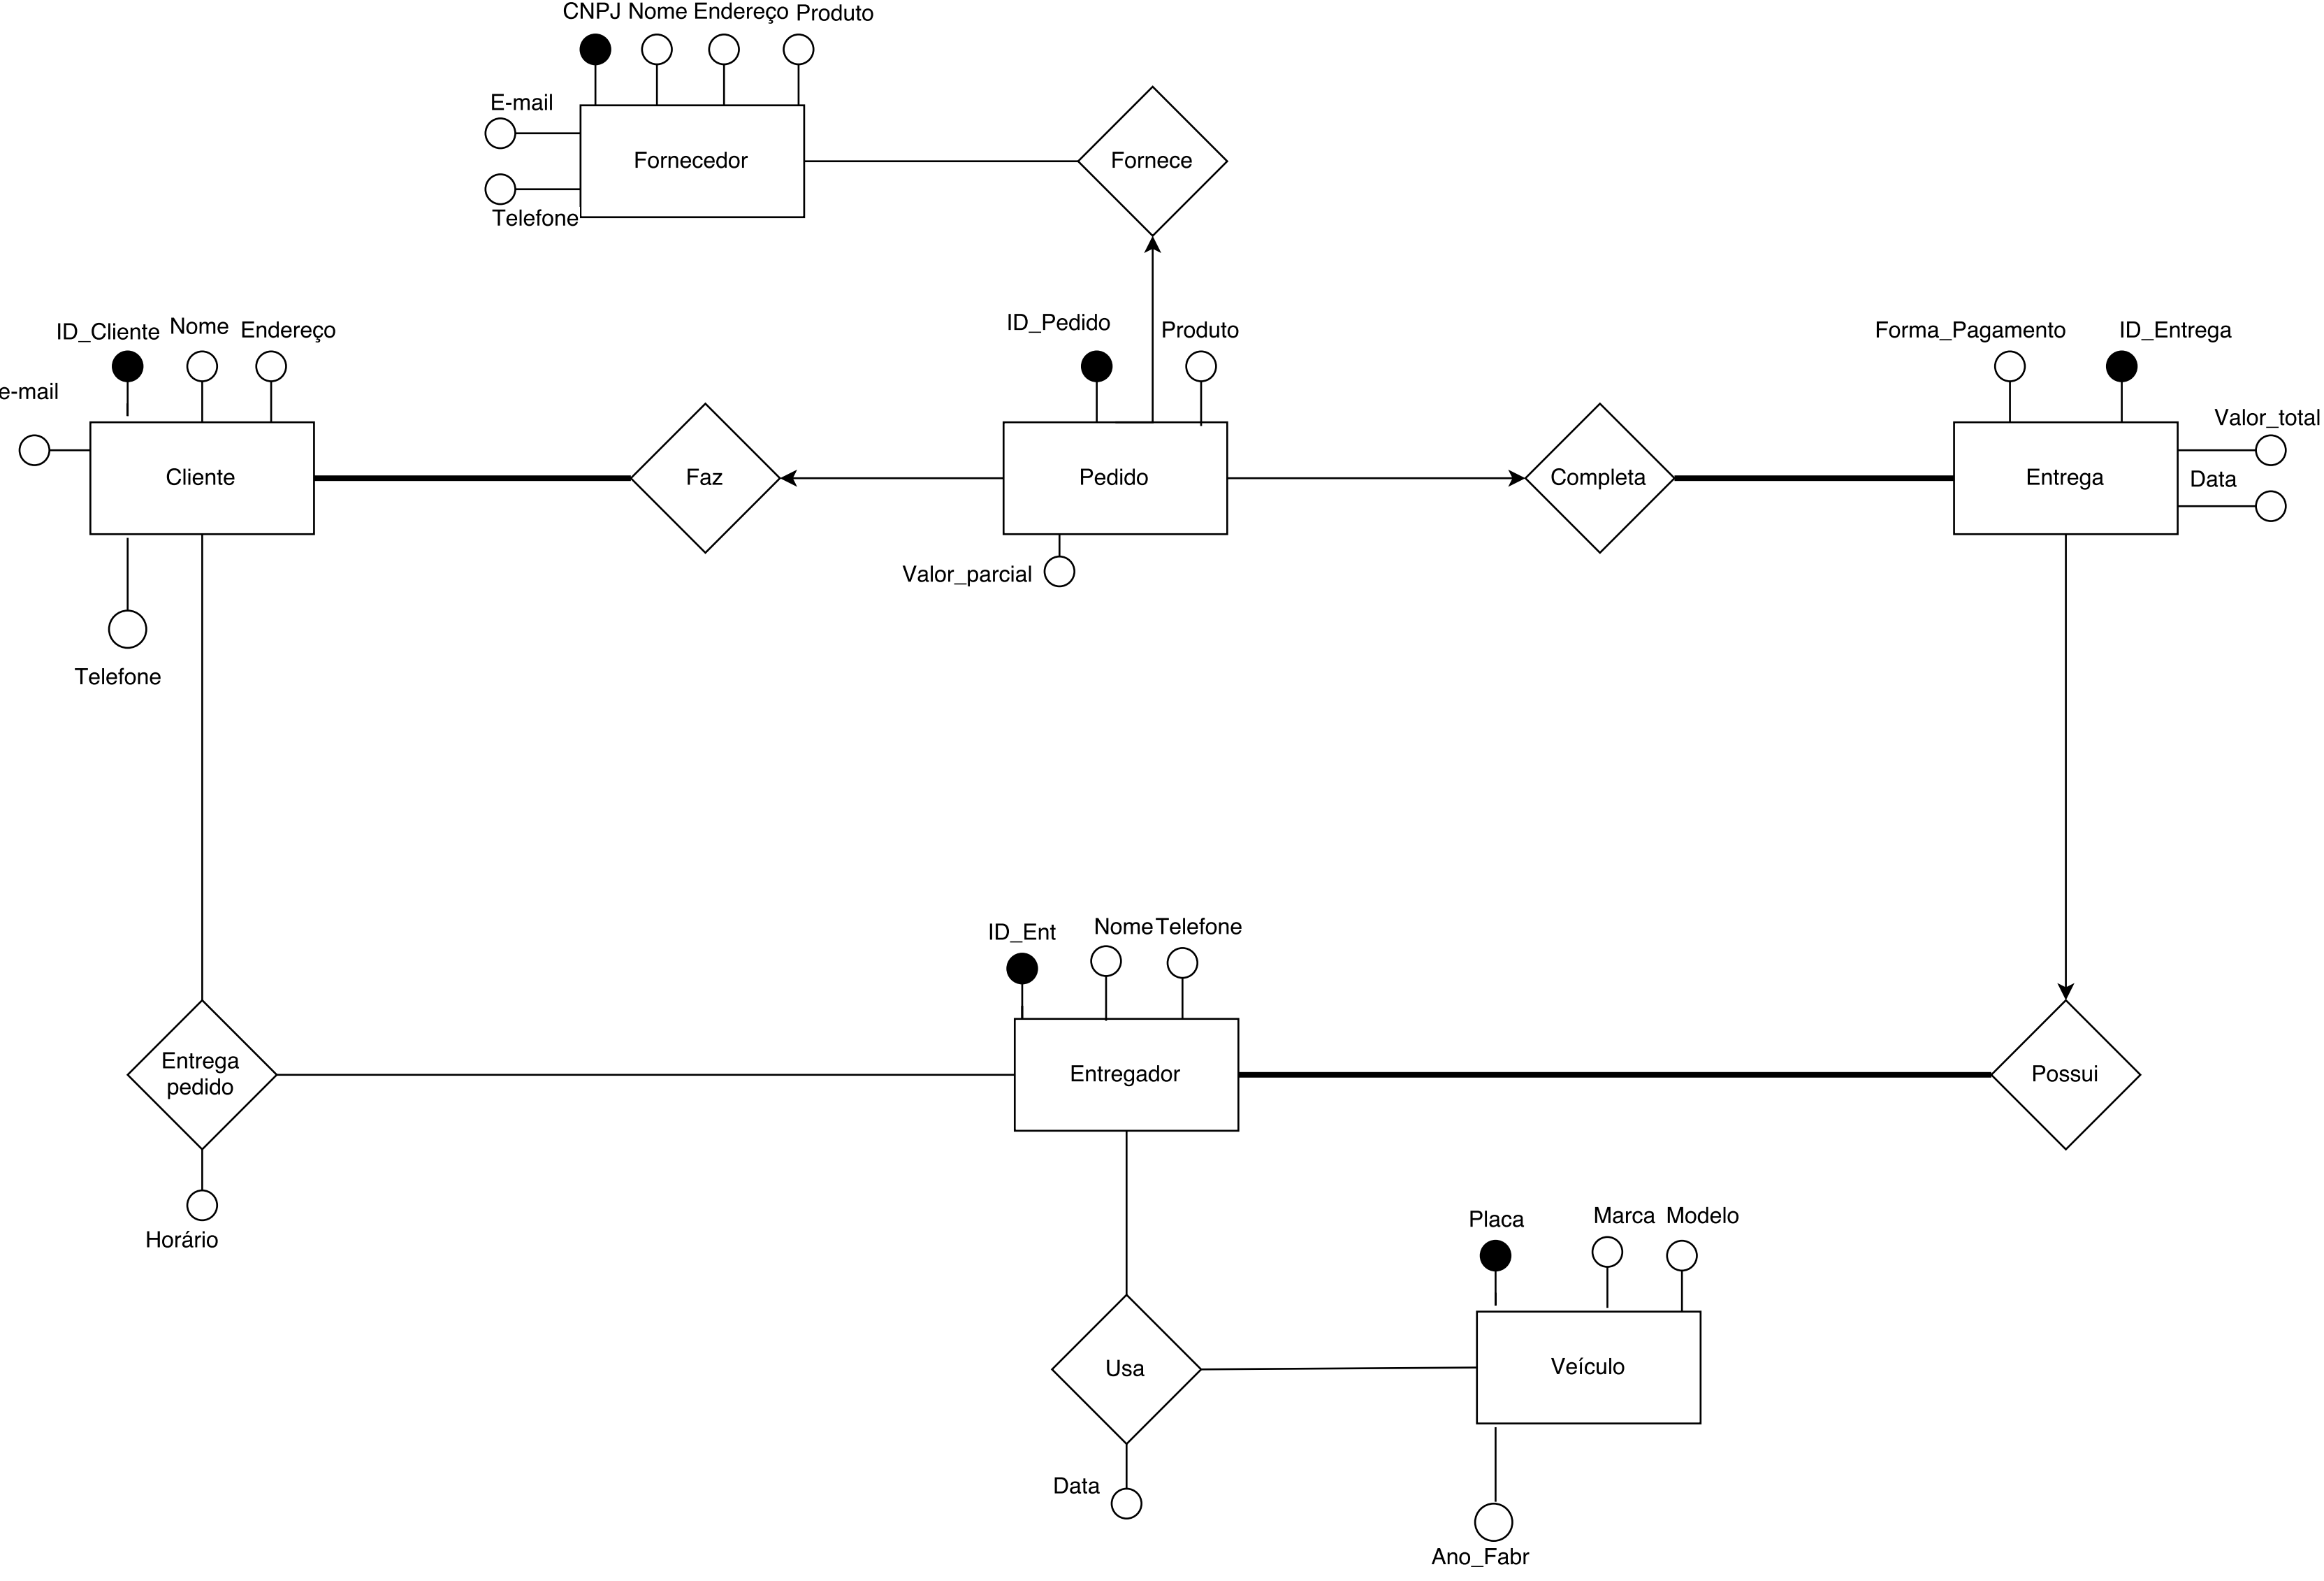 CNPJ
Nome
Endereço
Produto
E-mail
Fornecedor
Fornece
Telefone
ID_Cliente
Nome
Endereço
ID_Pedido
Produto
Forma_Pagamento
ID_Entrega
e-mail
Valor_total
Cliente
Faz
Pedido
Completa
Entrega
Data
Valor_parcial
Telefone
ID_Ent
Nome
Telefone
Entrega
pedido
Entregador
Possui
Horário
Placa
Marca
Modelo
Usa
Veículo
Data
Ano_Fabr